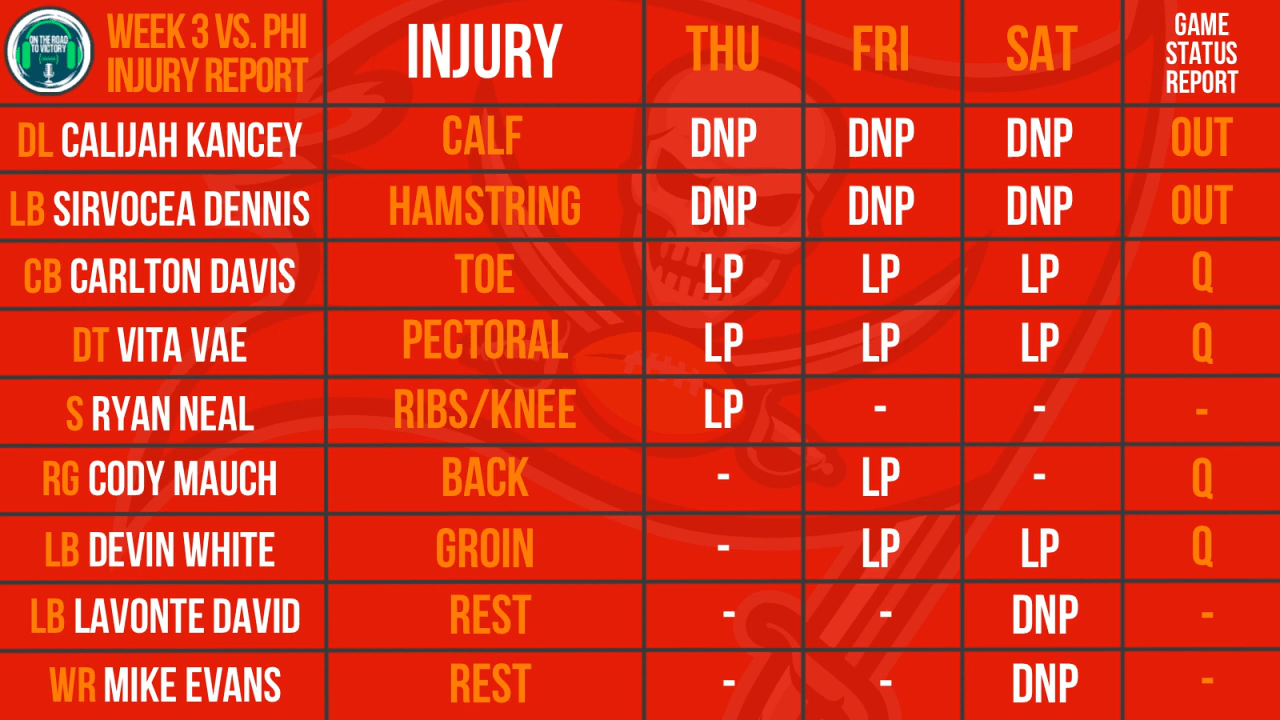 ON THE ROAD
TO VICTORY
WEEK 3 VS. PHI
INJURY REPORT
INJURY
THU
FRI
SAT
GAME
STATUS
REPORT
DL CALIJAH KANCEY CALF DNP DNP DNP OUT
LB SIRVOCEA DENNIS HAMSTRING DNP DNP DNP OUT
CB CARLTON DAVIS TOE LP LP LP Q
DT VITA VAE PECTORAL LP LP LP Q
S RYAN NEAL RIBS/KNEE LP - - -
RG CODY MAUCH BACK - LP - Q
LB DEVIN WHITE GROIN - LP LP Q
LB LAVONTE DAVID REST - - DNP -
WR MIKE EVANS REST - - DNP -